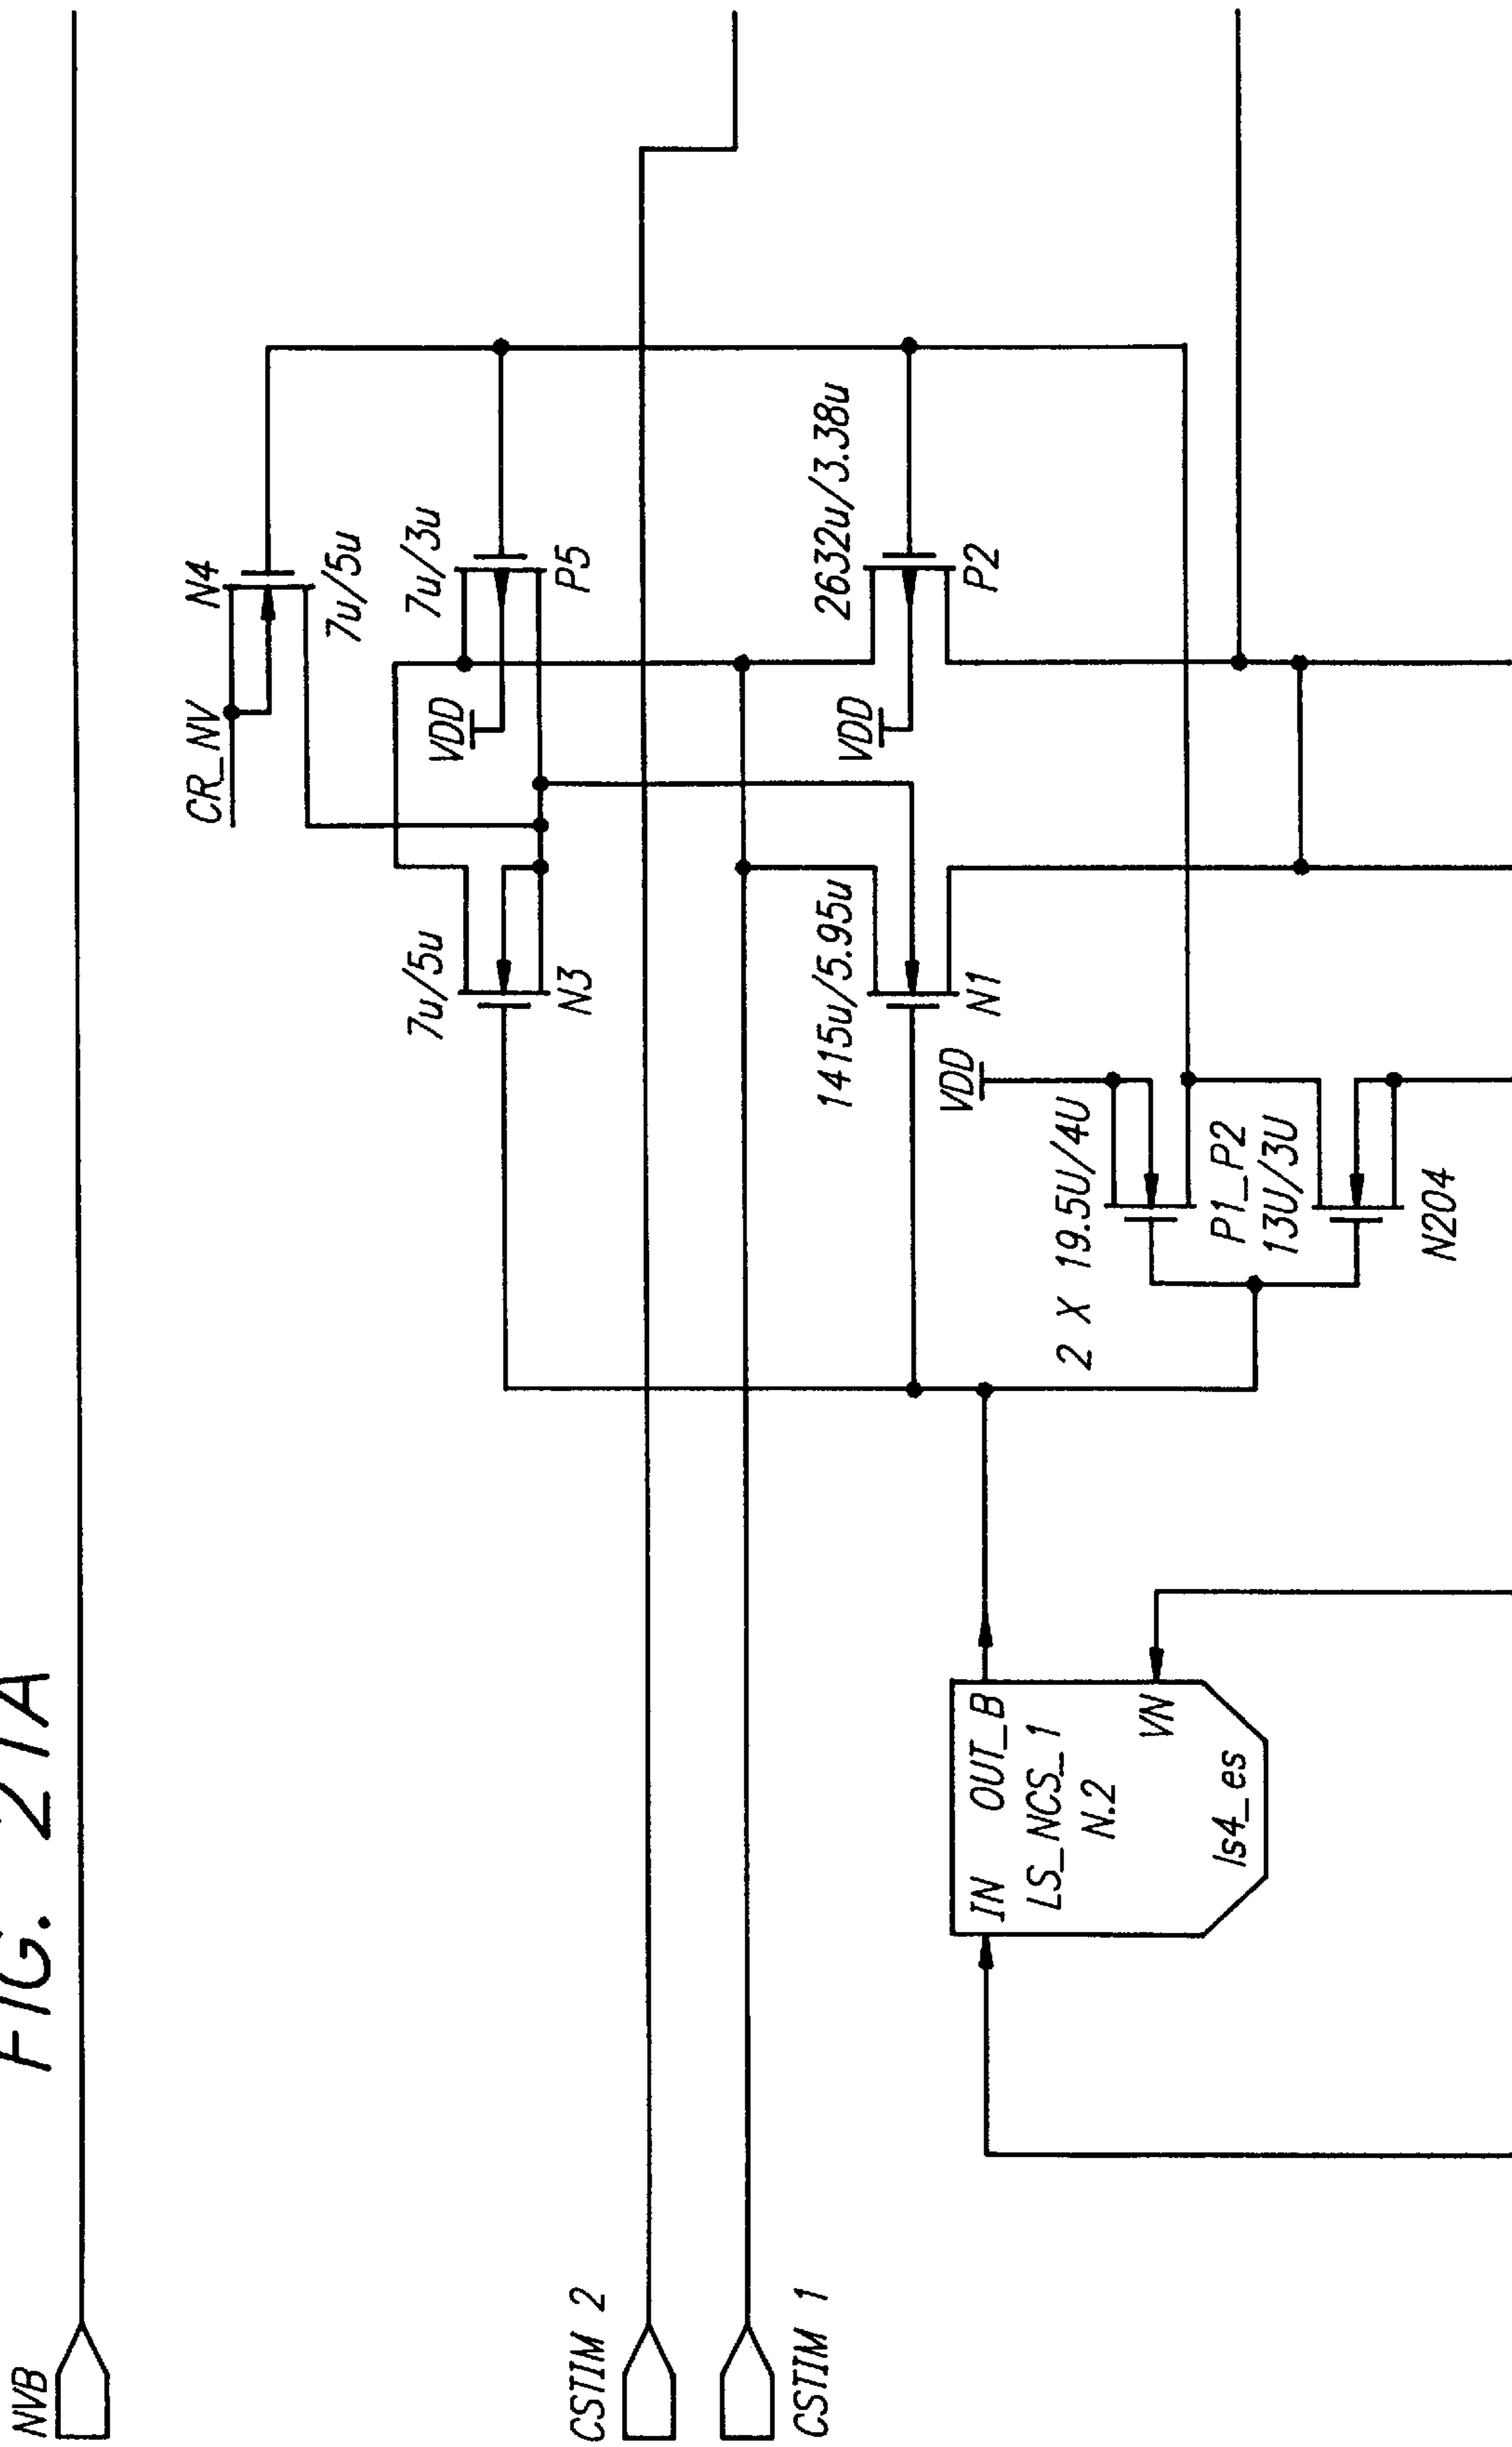 FIG. 21A
NVB
CR_NV
N4
7u/5u
7u/5u
N3
7u/3u
VDD
P5
CSTIM 2
CSTIM 1
1415u/5.95u
N1
2632u/3.38u
VDD
P2
VDD
2 X 19.5U/4U
P1_P2
13U/3U
N204
IN OUT_B
LS_NCS_1
N.2
VN
ls4_es